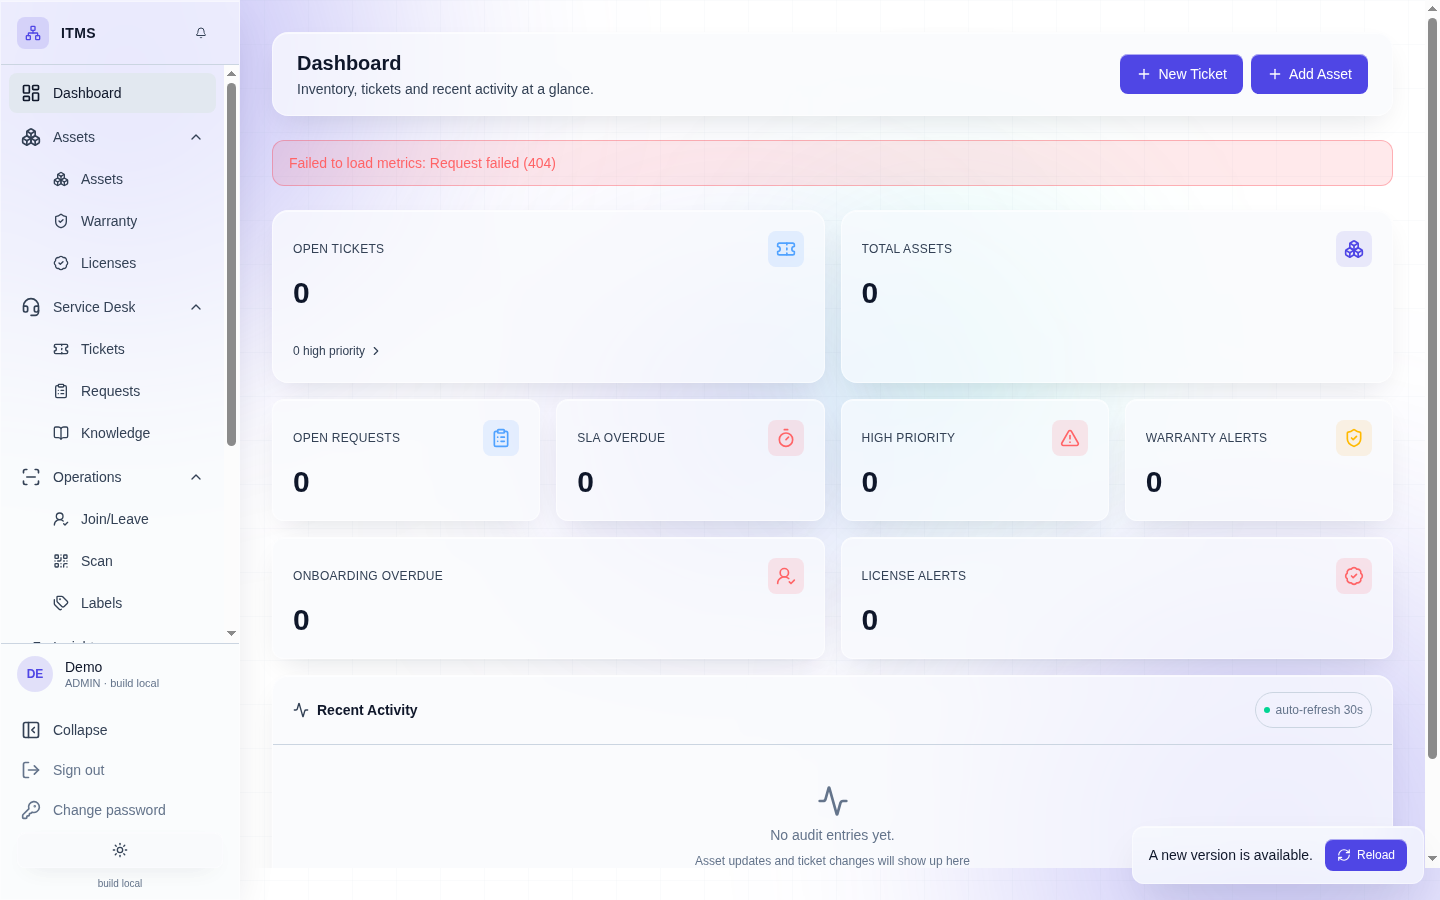 ITMS
Dashboard
Assets
Assets
Warranty
Licenses
Service Desk
Tickets
Requests
Knowledge
Operations
Join/Leave
Scan
Labels
DE
Demo
ADMIN · build local
Collapse
Sign out
Change password
build local
Dashboard
Inventory, tickets and recent activity at a glance.
New Ticket
Add Asset
Failed to load metrics: Request failed (404)
OPEN TICKETS
0
0 high priority
TOTAL ASSETS
0
OPEN REQUESTS
0
SLA OVERDUE
0
HIGH PRIORITY
0
WARRANTY ALERTS
0
ONBOARDING OVERDUE
0
LICENSE ALERTS
0
Recent Activity
auto-refresh 30s
No audit entries yet.
Asset updates and ticket changes will show up here
A new version is available.
Reload